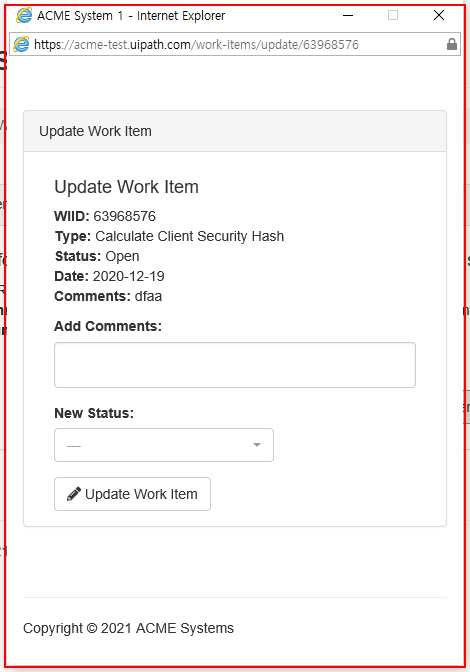 ACME System 1 - Internet Explorer
https://acme-test.uipath.com/work-items/update/63968576
Update Work Item
Update Work Item
WIID: 63968576
Type: Calculate Client Security Hash
Status: Open
Date: 2020-12-19
Comments: dfaa
Add Comments:
New Status:
---
Update Work Item
Copyright © 2021 ACME Systems